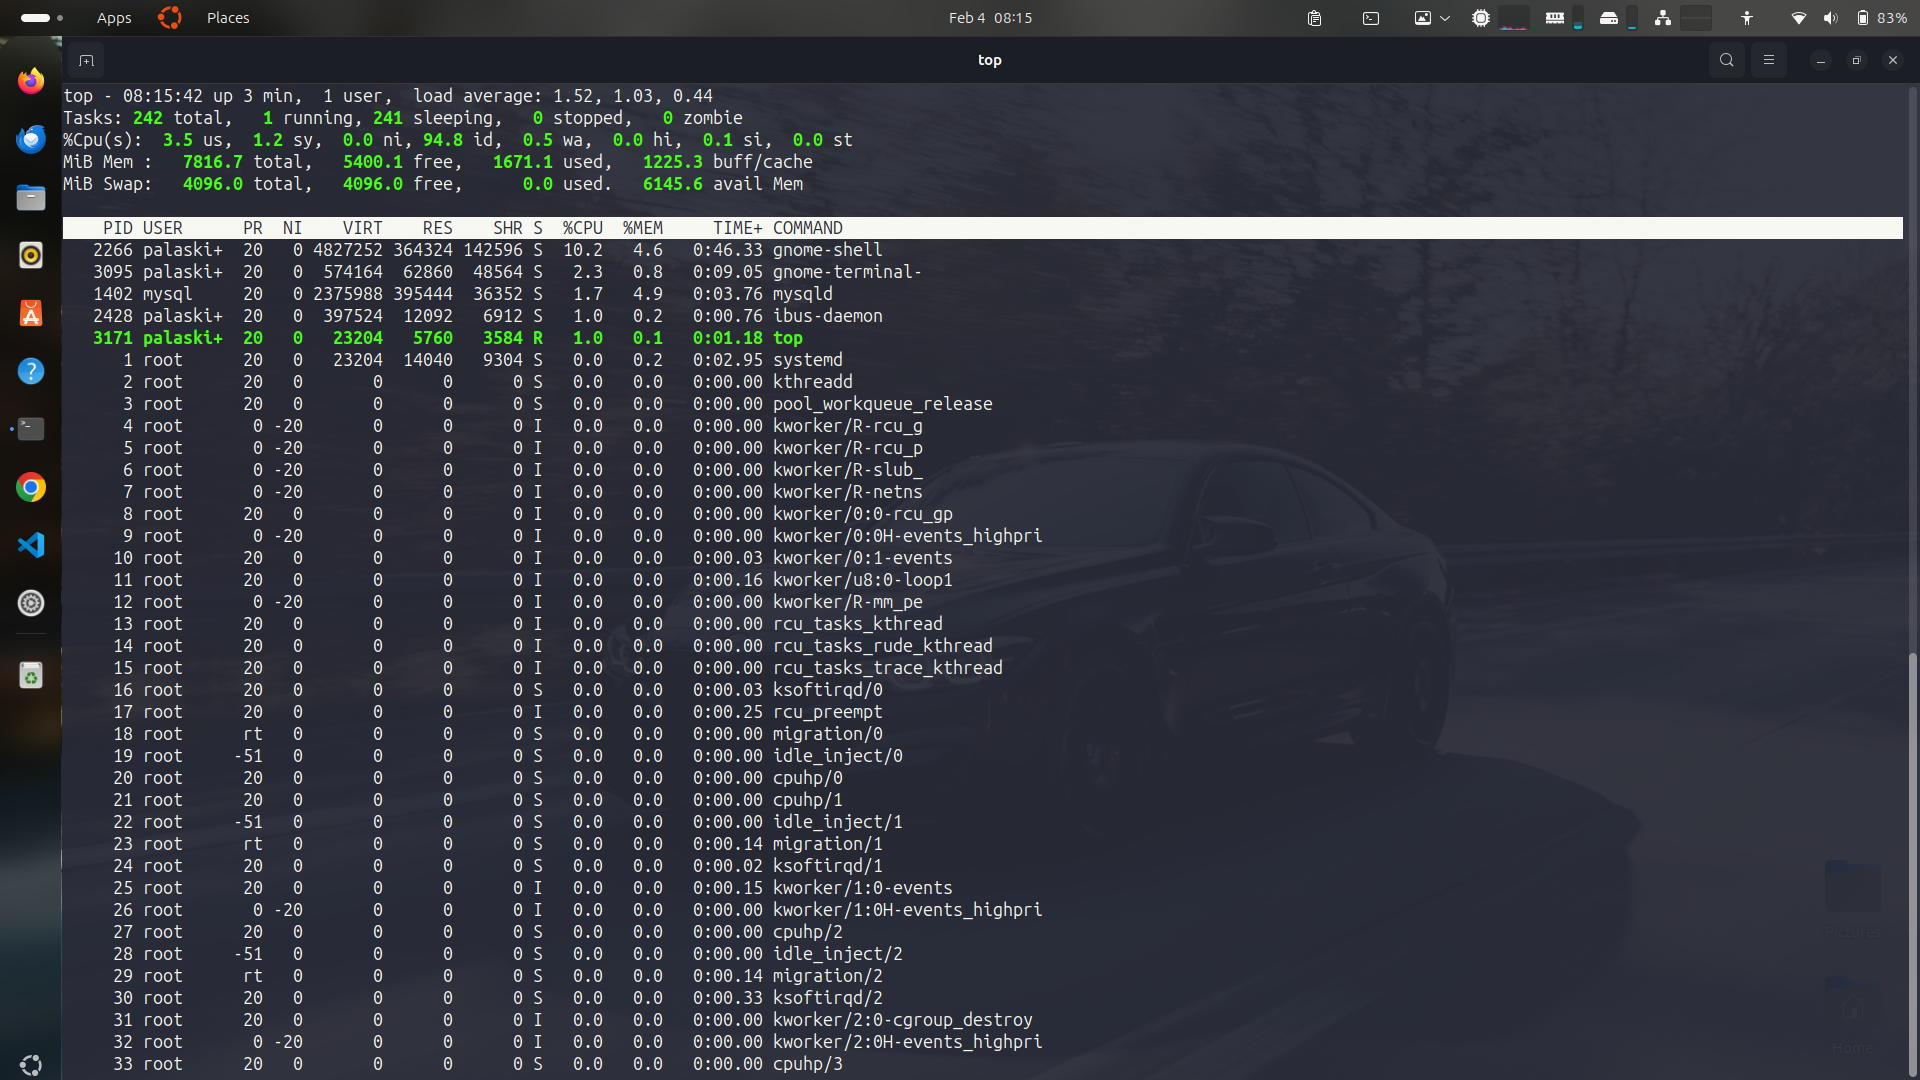 Apps Places Feb 4 08:15 83%
top
top - 08:15:42 up 3 min,  1 user,  load average: 1.52, 1.03, 0.44
Tasks: 242 total,   1 running, 241 sleeping,   0 stopped,   0 zombie
%Cpu(s):  3.5 us,  1.2 sy,  0.0 ni, 94.8 id,  0.5 wa,  0.0 hi,  0.1 si,  0.0 st
MiB Mem :   7816.7 total,   5400.1 free,   1671.1 used,   1225.3 buff/cache
MiB Swap:   4096.0 total,   4096.0 free,      0.0 used.   6145.6 avail Mem
PID USER PR NI VIRT RES SHR S %CPU %MEM TIME+ COMMAND
2266 palaski+ 20 0 4827252 364324 142596 S 10.2 4.6 0:46.33 gnome-shell
3095 palaski+ 20 0 574164 62860 48564 S 2.3 0.8 0:09.05 gnome-terminal-
1402 mysql 20 0 2375988 395444 36352 S 1.7 4.9 0:03.76 mysqld
2428 palaski+ 20 0 397524 12092 6912 S 1.0 0.2 0:00.76 ibus-daemon
3171 palaski+ 20 0 23204 5760 3584 R 1.0 0.1 0:01.18 top
1 root 20 0 23204 14040 9304 S 0.0 0.2 0:02.95 systemd
2 root 20 0 0 0 0 S 0.0 0.0 0:00.00 kthreadd
3 root 20 0 0 0 0 S 0.0 0.0 0:00.00 pool_workqueue_release
4 root 0 -20 0 0 0 I 0.0 0.0 0:00.00 kworker/R-rcu_g
5 root 0 -20 0 0 0 I 0.0 0.0 0:00.00 kworker/R-rcu_p
6 root 0 -20 0 0 0 I 0.0 0.0 0:00.00 kworker/R-slub_
7 root 0 -20 0 0 0 I 0.0 0.0 0:00.00 kworker/R-netns
8 root 20 0 0 0 0 I 0.0 0.0 0:00.00 kworker/0:0-rcu_gp
9 root 0 -20 0 0 0 I 0.0 0.0 0:00.00 kworker/0:0H-events_highpri
10 root 20 0 0 0 0 I 0.0 0.0 0:00.03 kworker/0:1-events
11 root 20 0 0 0 0 I 0.0 0.0 0:00.16 kworker/u8:0-loop1
12 root 0 -20 0 0 0 I 0.0 0.0 0:00.00 kworker/R-mm_pe
13 root 20 0 0 0 0 I 0.0 0.0 0:00.00 rcu_tasks_kthread
14 root 20 0 0 0 0 I 0.0 0.0 0:00.00 rcu_tasks_rude_kthread
15 root 20 0 0 0 0 I 0.0 0.0 0:00.00 rcu_tasks_trace_kthread
16 root 20 0 0 0 0 S 0.0 0.0 0:00.03 ksoftirqd/0
17 root 20 0 0 0 0 I 0.0 0.0 0:00.25 rcu_preempt
18 root rt 0 0 0 0 S 0.0 0.0 0:00.00 migration/0
19 root -51 0 0 0 0 S 0.0 0.0 0:00.00 idle_inject/0
20 root 20 0 0 0 0 S 0.0 0.0 0:00.00 cpuhp/0
21 root 20 0 0 0 0 S 0.0 0.0 0:00.00 cpuhp/1
22 root -51 0 0 0 0 S 0.0 0.0 0:00.00 idle_inject/1
23 root rt 0 0 0 0 S 0.0 0.0 0:00.14 migration/1
24 root 20 0 0 0 0 S 0.0 0.0 0:00.02 ksoftirqd/1
25 root 20 0 0 0 0 I 0.0 0.0 0:00.15 kworker/1:0-events
26 root 0 -20 0 0 0 I 0.0 0.0 0:00.00 kworker/1:0H-events_highpri
27 root 20 0 0 0 0 S 0.0 0.0 0:00.00 cpuhp/2
28 root -51 0 0 0 0 S 0.0 0.0 0:00.00 idle_inject/2
29 root rt 0 0 0 0 S 0.0 0.0 0:00.14 migration/2
30 root 20 0 0 0 0 S 0.0 0.0 0:00.33 ksoftirqd/2
31 root 20 0 0 0 0 I 0.0 0.0 0:00.00 kworker/2:0-cgroup_destroy
32 root 0 -20 0 0 0 I 0.0 0.0 0:00.00 kworker/2:0H-events_highpri
33 root 20 0 0 0 0 S 0.0 0.0 0:00.00 cpuhp/3
Pictures
Home